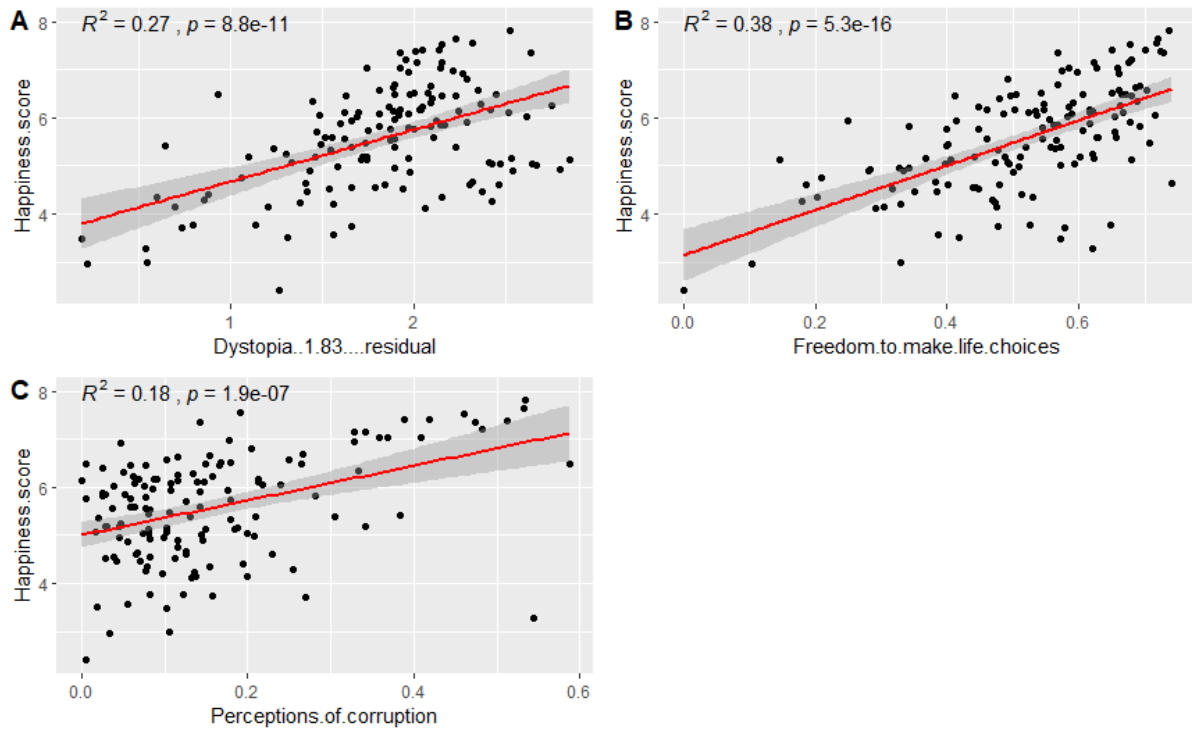 A
R² = 0.27 , p = 8.8e-11
Happiness.score
8
6
4
1
2
Dystopia..1.83....residual
B
R² = 0.38 , p = 5.3e-16
Happiness.score
8
6
4
0.0
0.2
0.4
0.6
Freedom.to.make.life.choices
C
R² = 0.18 , p = 1.9e-07
Happiness.score
8
6
4
0.0
0.2
0.4
0.6
Perceptions.of.corruption